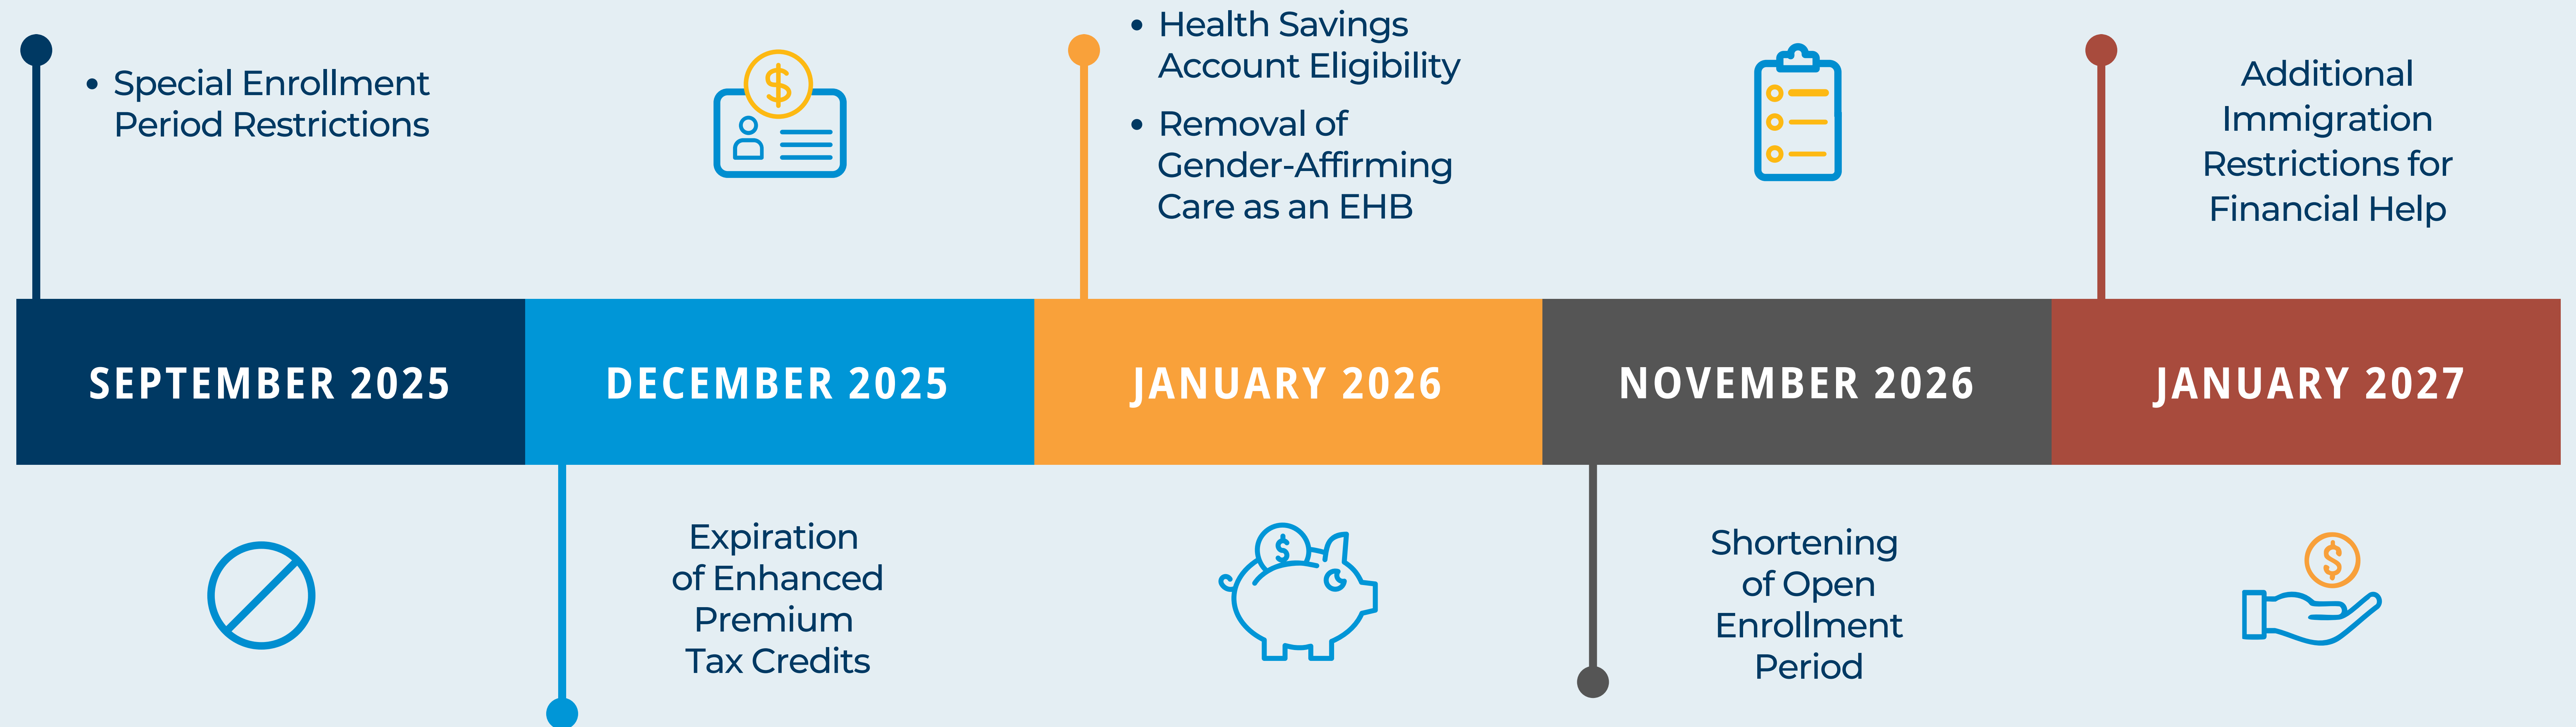 • Special Enrollment
Period Restrictions
• Health Savings
Account Eligibility
• Removal of
Gender-Affirming
Care as an EHB
Additional
Immigration
Restrictions for
Financial Help
SEPTEMBER 2025
DECEMBER 2025
JANUARY 2026
NOVEMBER 2026
JANUARY 2027
Expiration
of Enhanced
Premium
Tax Credits
Shortening
of Open
Enrollment
Period
$
$
$